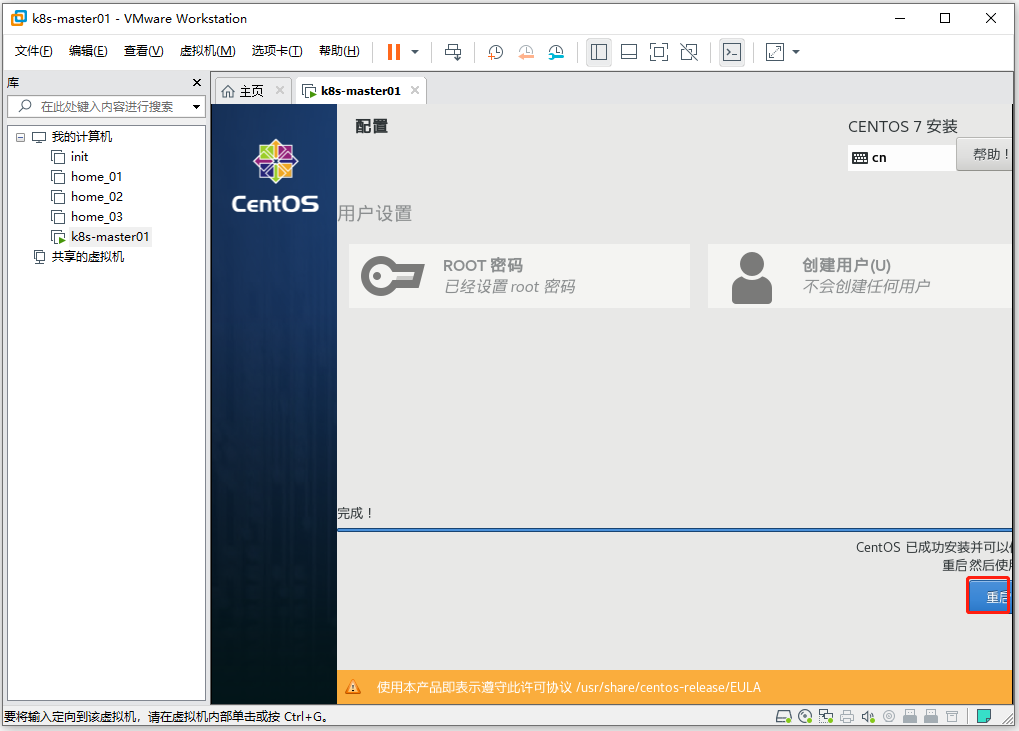 k8s-master01 - VMware Workstation
文件(F) 编辑(E) 查看(V) 虚拟机(M) 选项卡(T) 帮助(H)
库
主页
k8s-master01
在此处键入内容进行搜索
我的计算机
init
home_01
home_02
home_03
k8s-master01
共享的虚拟机
CentOS
配置
CENTOS 7 安装
cn
帮助！
用户设置
ROOT 密码
已经设置 root 密码
创建用户(U)
不会创建任何用户
完成！
CentOS 已成功安装并可以
重启然后使
重启
使用本产品即表示遵守此许可协议 /usr/share/centos-release/EULA
要将输入定向到该虚拟机，请在虚拟机内部单击或按 Ctrl+G。